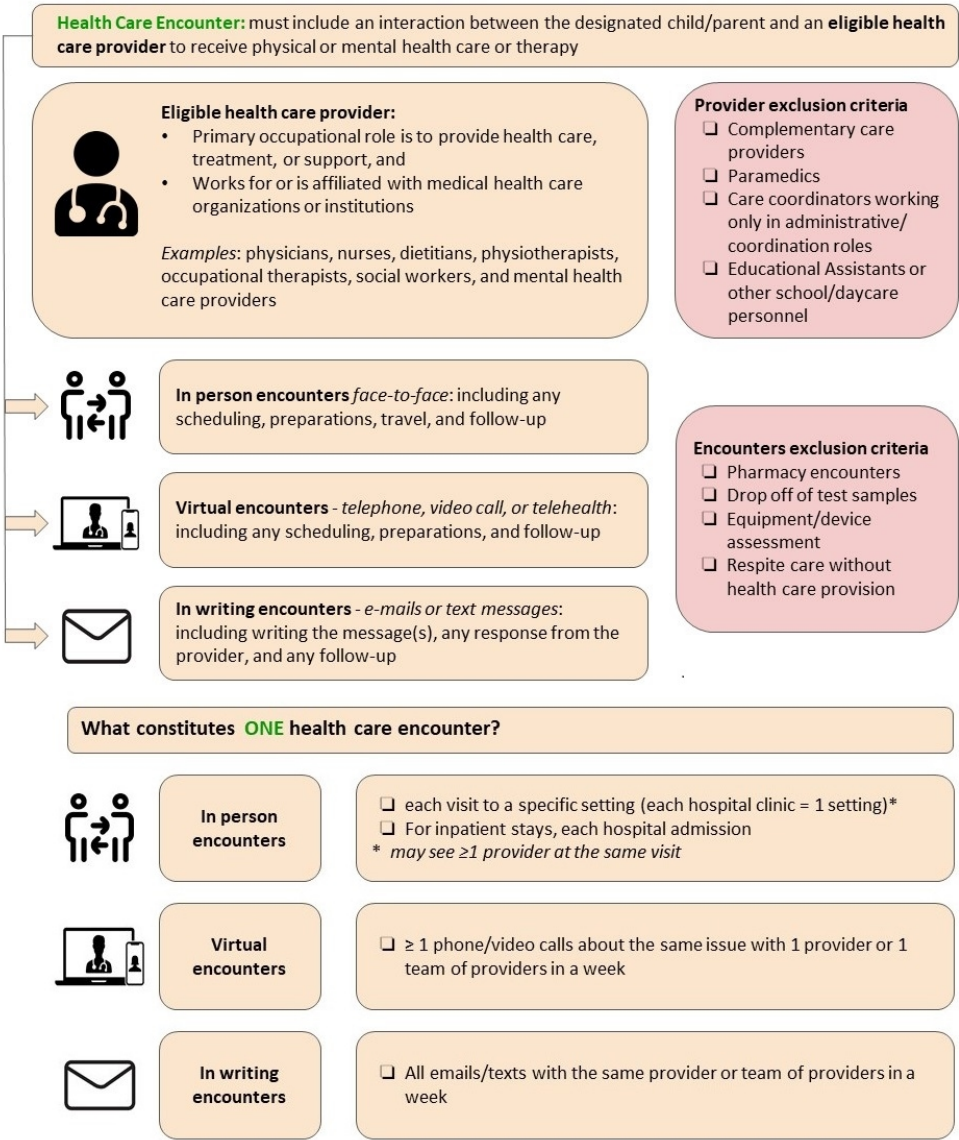 Health Care Encounter: must include an interaction between the designated child/parent and an eligible health
care provider to receive physical or mental health care or therapy
Eligible health care provider:
• Primary occupational role is to provide health care,
treatment, or support, and
• Works for or is affiliated with medical health care
organizations or institutions
Examples: physicians, nurses, dietitians, physiotherapists,
occupational therapists, social workers, and mental health
care providers
Provider exclusion criteria
❑ Complementary care
providers
❑ Paramedics
❑ Care coordinators working
only in administrative/
coordination roles
❑ Educational Assistants or
other school/daycare
personnel
In person encounters face-to-face: including any
scheduling, preparations, travel, and follow-up
Virtual encounters - telephone, video call, or telehealth:
including any scheduling, preparations, and follow-up
In writing encounters - e-mails or text messages:
including writing the message(s), any response from the
provider, and any follow-up
Encounters exclusion criteria
❑ Pharmacy encounters
❑ Drop off of test samples
❑ Equipment/device
assessment
❑ Respite care without
health care provision
What constitutes ONE health care encounter?
In person
encounters
❑ each visit to a specific setting (each hospital clinic = 1 setting)*
❑ For inpatient stays, each hospital admission
* may see ≥1 provider at the same visit
Virtual
encounters
❑ ≥ 1 phone/video calls about the same issue with 1 provider or 1
team of providers in a week
In writing
encounters
❑ All emails/texts with the same provider or team of providers in a
week